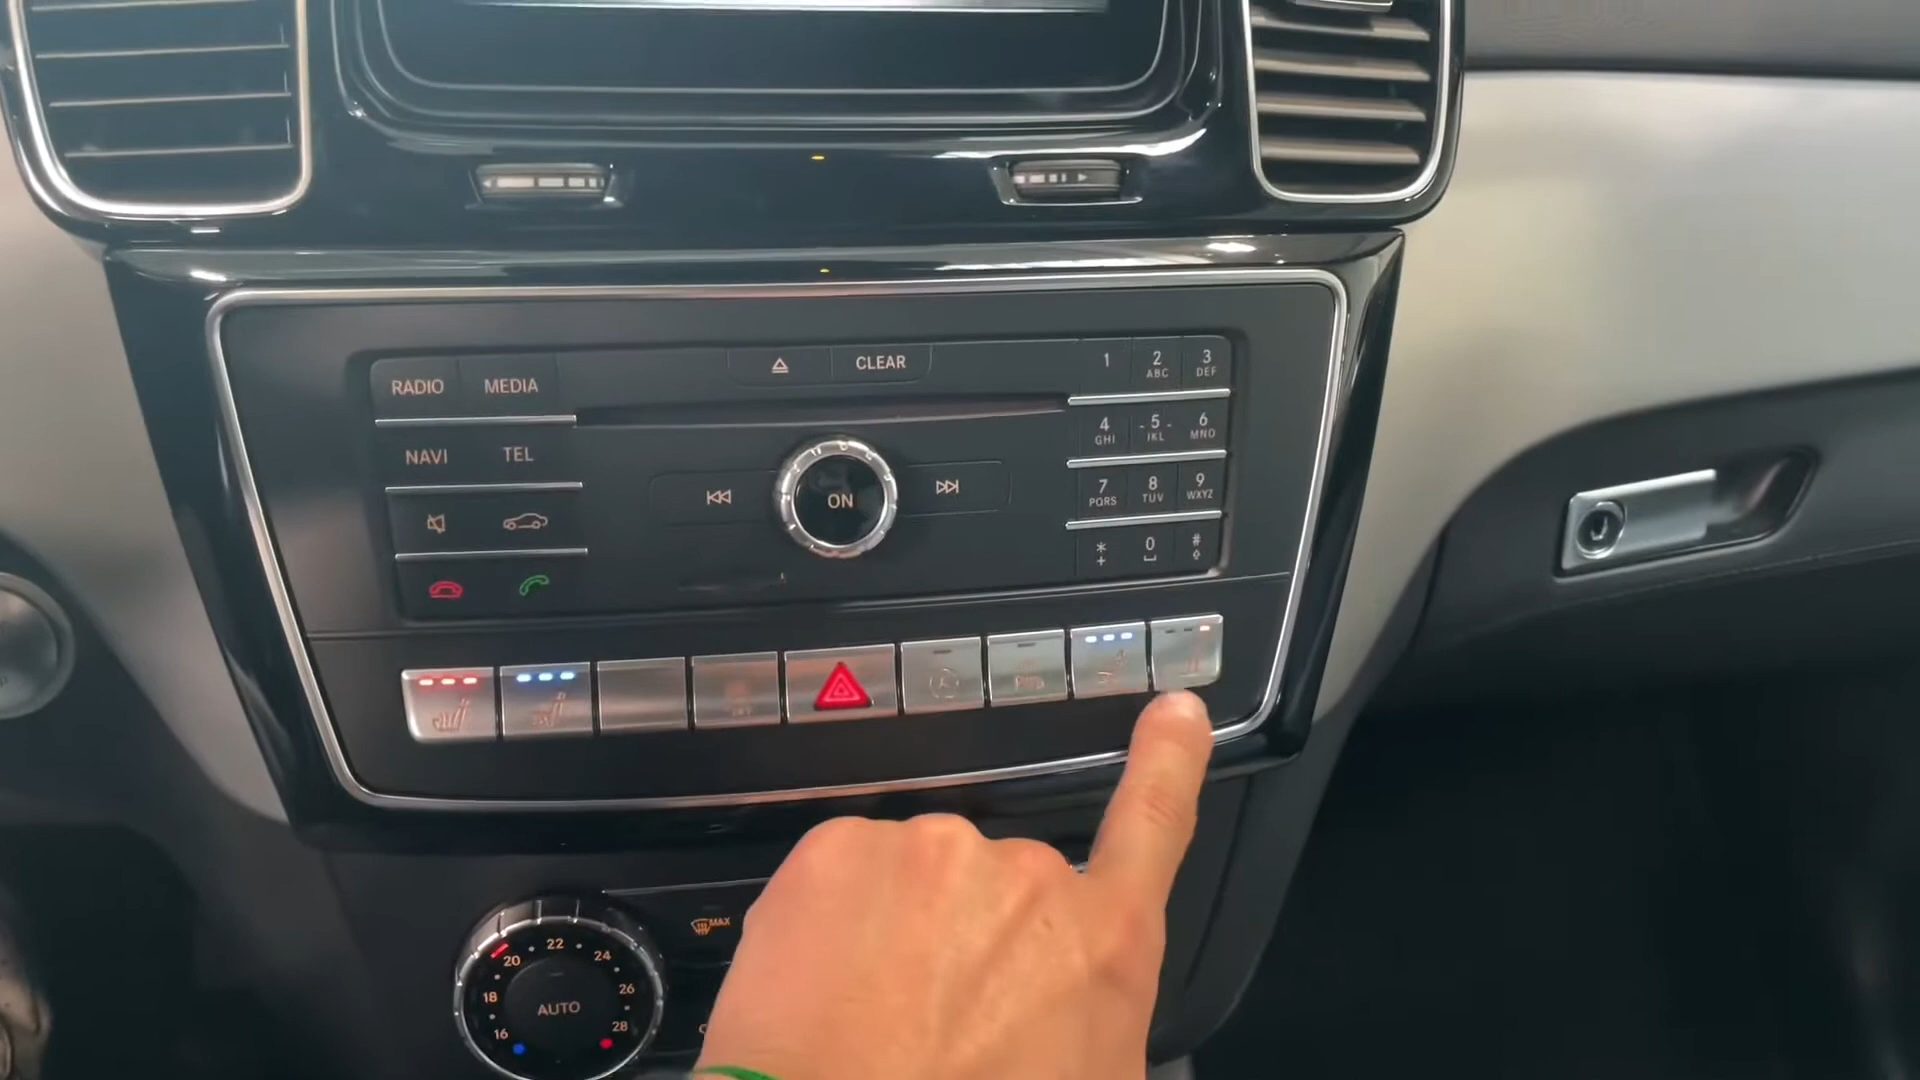 RADIO MEDIA CLEAR 1 2 ABC 3 DEF
NAVI TEL 4 GHI 5 JKL 6 MNO
ON 7 PQRS 8 TUV 9 WXYZ
* + 0 #
MAX
16 18 20 22 24 26 28
AUTO